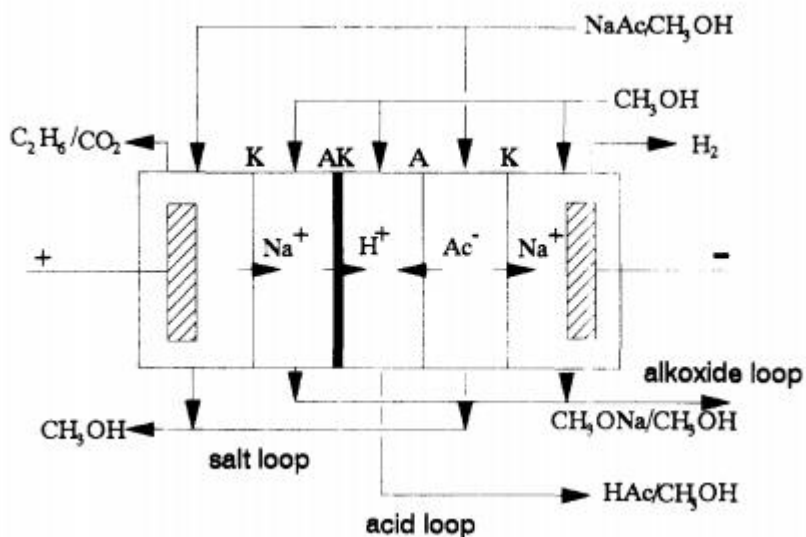 NaAc/CH₃OH
CH₃OH
C₂H₆/CO₂
H₂
K AK A K
Na⁺ H⁺ Ac⁻ Na⁺
+ -
alkoxide loop
CH₃OH
CH₃ONa/CH₃OH
salt loop
HAc/CH₃OH
acid loop